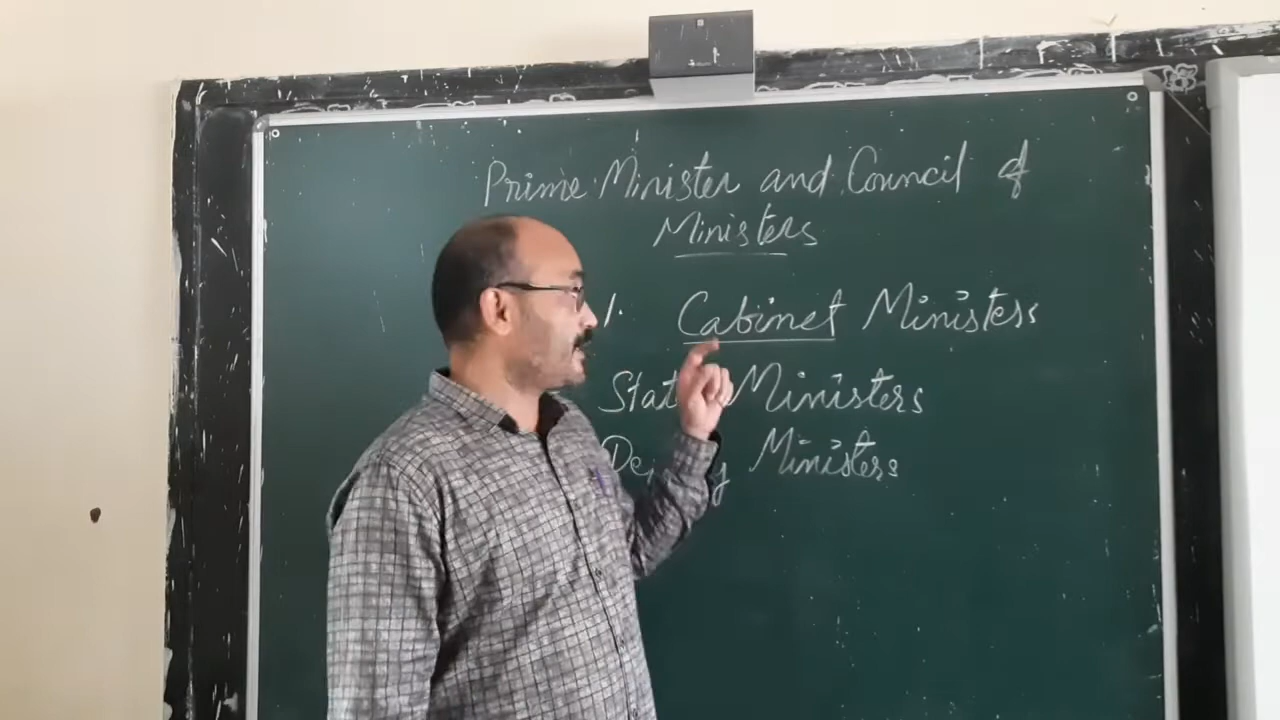 Prime Minister and Council of
Ministers
1. Cabinet Ministers
Ministers
Ministers